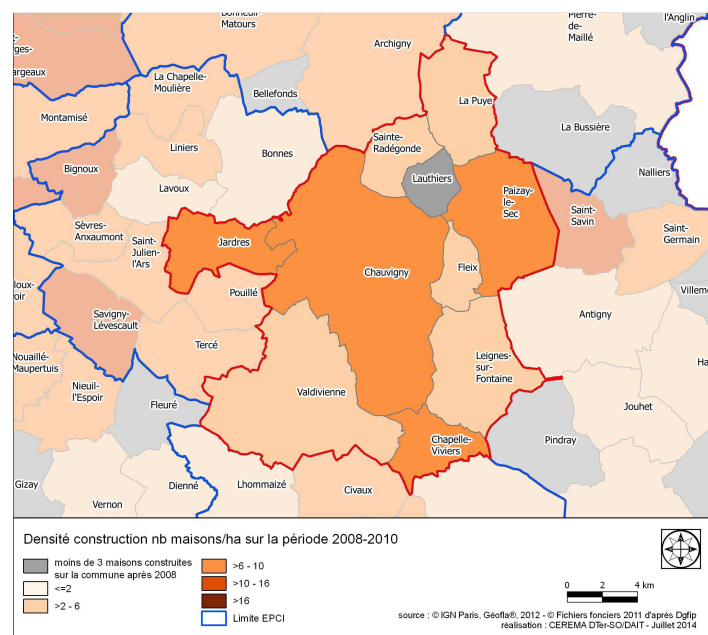 Bonneuil-
Matours
Archigny
Pierre-
de-
Maillé
l'Anglin
argeaux
La Chapelle-
Moulière
Bellefonds
La Puye
Montamisé
La Bussière
Sainte-
Radégonde
Liniers
Bonnes
Bignoux
Lauthiers
Nalliers
Lavoux
Paizay-
le-
Sec
Saint-
Savin
Sèvres-
Anxaumont
Saint-
Julien-
l'Ars
Jardres
Saint-
Germain
Chauvigny
Fleix
Pouillé
Villem
Savigny-
Lévescault
Antigny
Tercé
Nouaillé-
Maupertuis
Leignes-
sur-
Fontaine
Ha
Nieuil-
l'Espoir
Valdivienne
Fleuré
Jouhet
Chapelle-
Viviers
Pindray
Gizay
Dienné
Lhommaizé
Civaux
Vernon
Densité construction nb maisons/ha sur la période 2008-2010
moins de 3 maisons construites
sur la commune après 2008
<=2
>2 - 6
>6 - 10
>10 - 16
>16
Limite EPCI
0 2 4 km
source : © IGN Paris, Géofla®, 2012 - © Fichiers fonciers 2011 d'après Dgfip
réalisation : CEREMA DTer-SO/DAIT - Juillet 2014